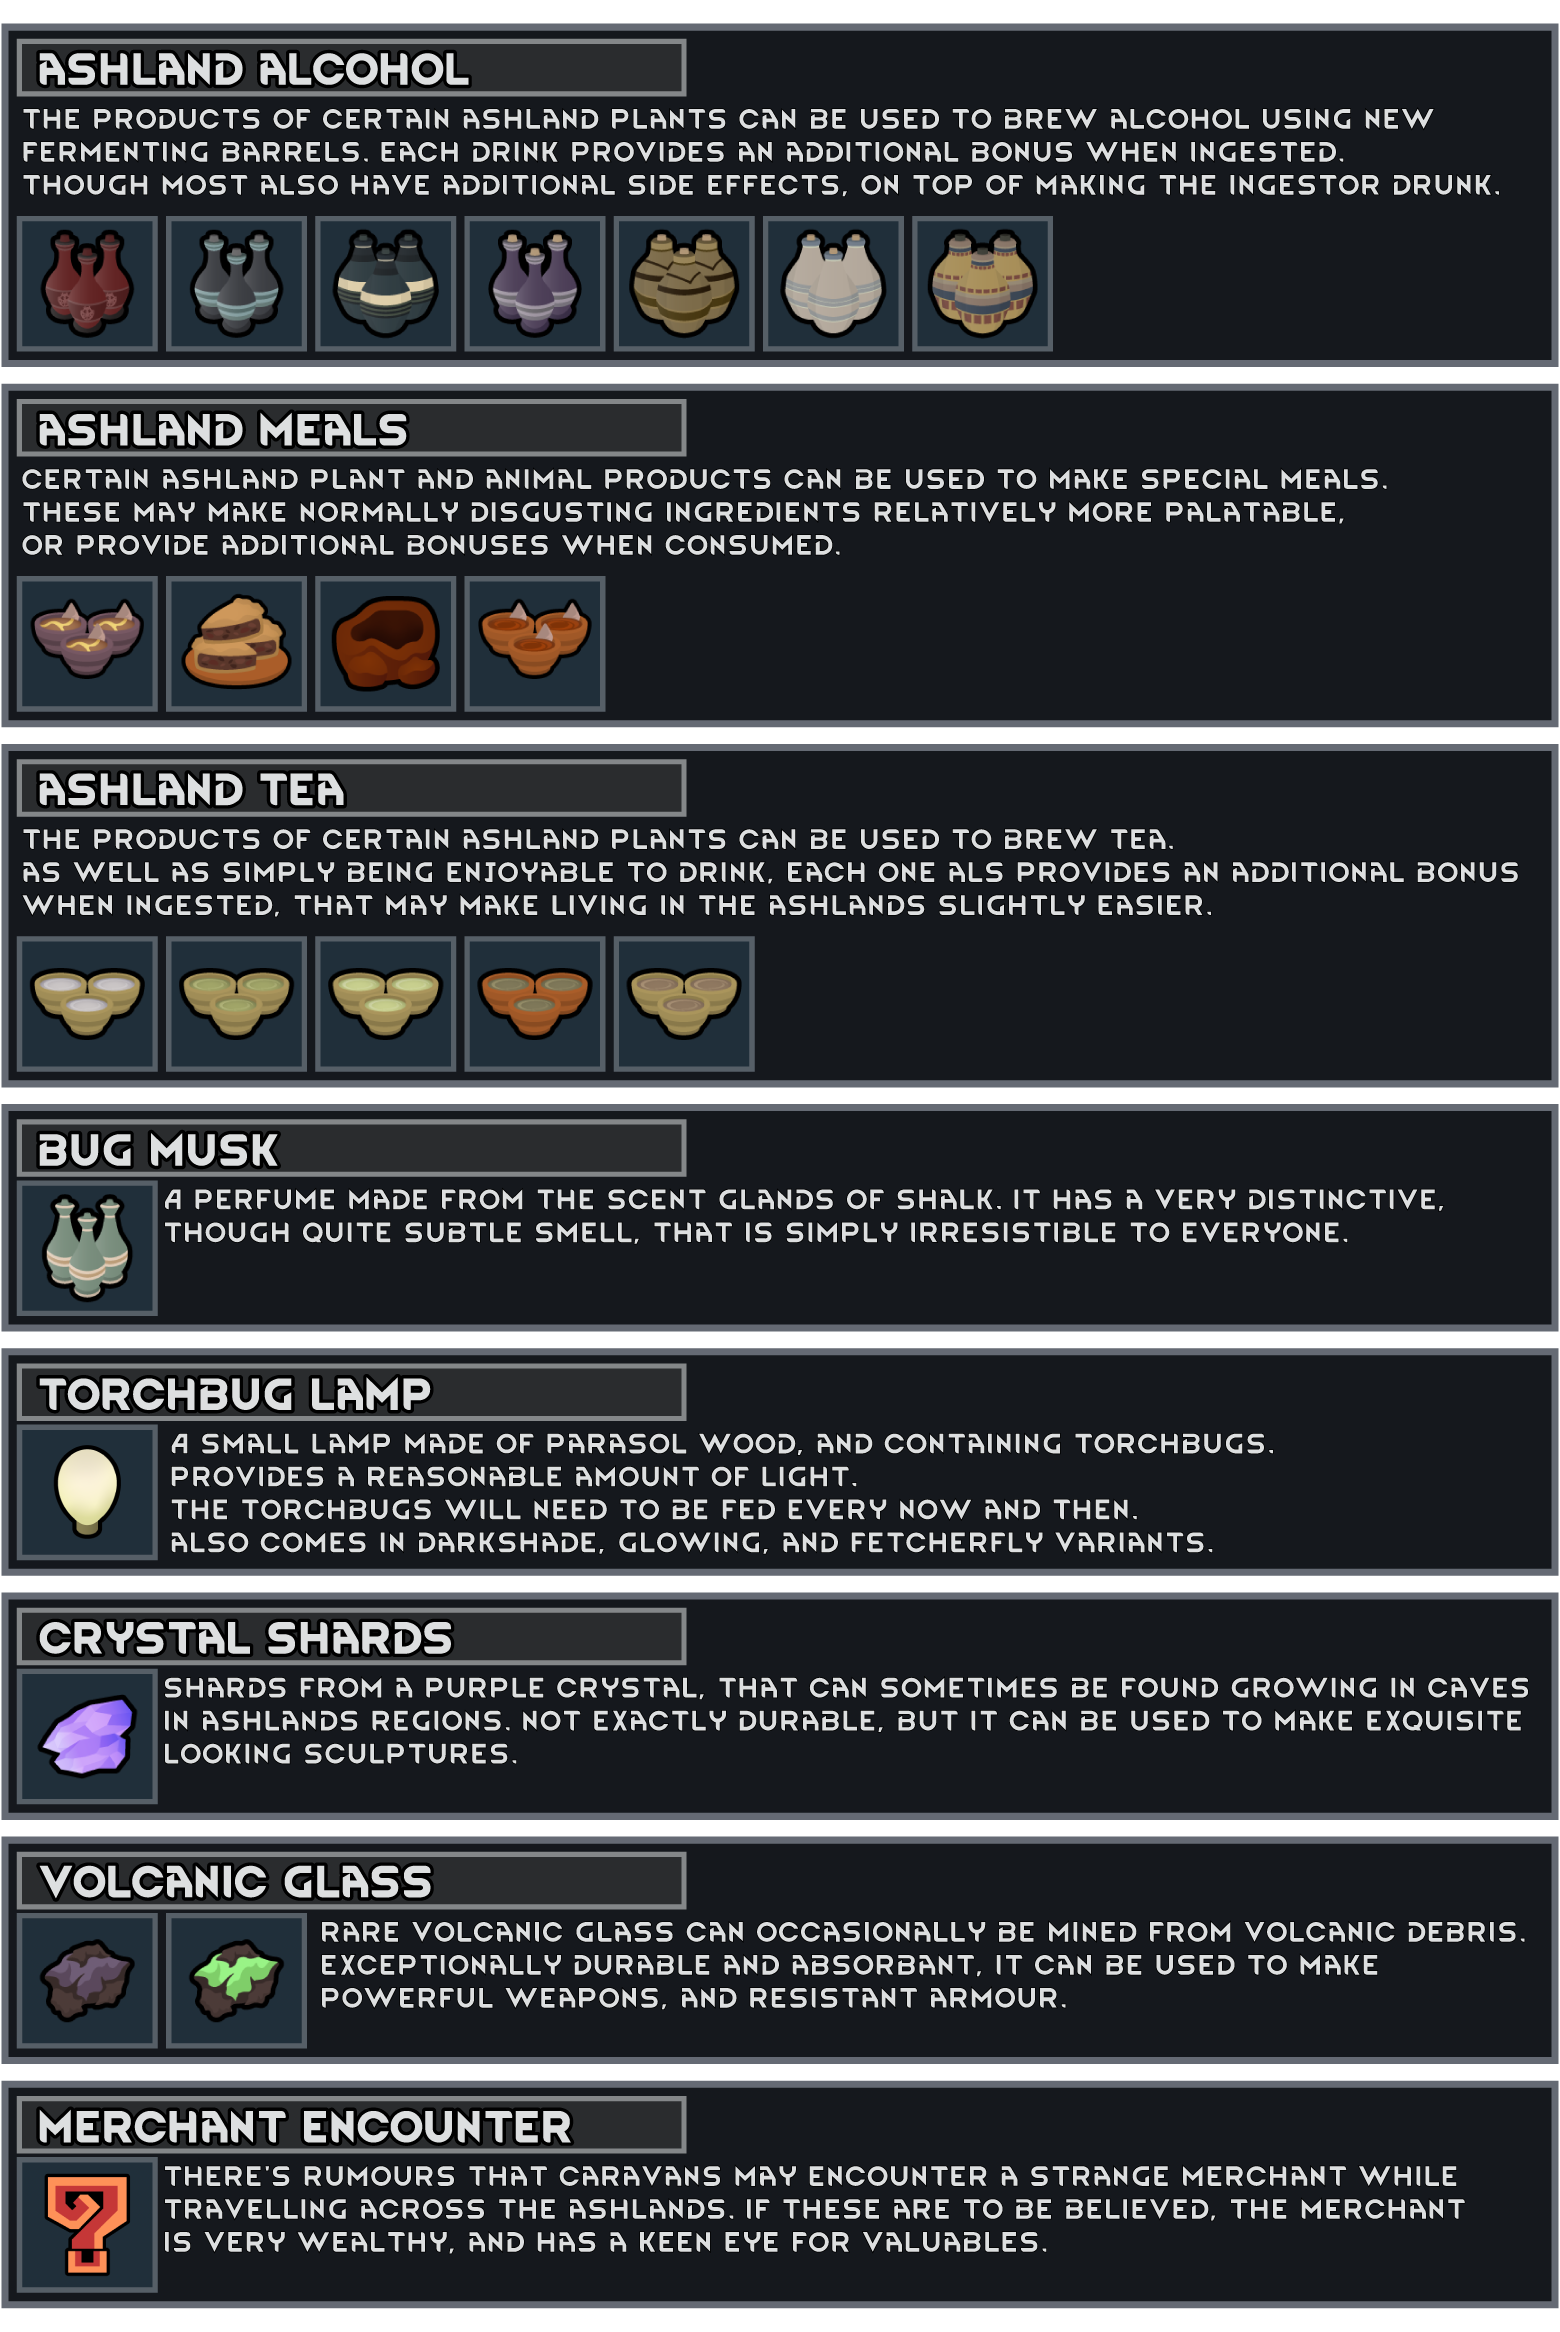 ASHLAND ALCOHOL
THE PRODUCTS OF CERTAIN ASHLAND PLANTS CAN BE USED TO BREW ALCOHOL USING NEW
FERMENTING BARRELS. EACH DRINK PROVIDES AN ADDITIONAL BONUS WHEN INGESTED.
THOUGH MOST ALSO HAVE ADDITIONAL SIDE EFFECTS, ON TOP OF MAKING THE INGESTOR DRUNK.
ASHLAND MEALS
CERTAIN ASHLAND PLANT AND ANIMAL PRODUCTS CAN BE USED TO MAKE SPECIAL MEALS.
THESE MAY MAKE NORMALLY DISGUSTING INGREDIENTS RELATIVELY MORE PALATABLE,
OR PROVIDE ADDITIONAL BONUSES WHEN CONSUMED.
ASHLAND TEA
THE PRODUCTS OF CERTAIN ASHLAND PLANTS CAN BE USED TO BREW TEA.
AS WELL AS SIMPLY BEING ENJOYABLE TO DRINK, EACH ONE ALS PROVIDES AN ADDITIONAL BONUS
WHEN INGESTED, THAT MAY MAKE LIVING IN THE ASHLANDS SLIGHTLY EASIER.
BUG MUSK
A PERFUME MADE FROM THE SCENT GLANDS OF SHALK. IT HAS A VERY DISTINCTIVE,
THOUGH QUITE SUBTLE SMELL, THAT IS SIMPLY IRRESISTIBLE TO EVERYONE.
TORCHBUG LAMP
A SMALL LAMP MADE OF PARASOL WOOD, AND CONTAINING TORCHBUGS.
PROVIDES A REASONABLE AMOUNT OF LIGHT.
THE TORCHBUGS WILL NEED TO BE FED EVERY NOW AND THEN.
ALSO COMES IN DARKSHADE, GLOWING, AND FETCHERFLY VARIANTS.
CRYSTAL SHARDS
SHARDS FROM A PURPLE CRYSTAL, THAT CAN SOMETIMES BE FOUND GROWING IN CAVES
IN ASHLANDS REGIONS. NOT EXACTLY DURABLE, BUT IT CAN BE USED TO MAKE EXQUISITE
LOOKING SCULPTURES.
VOLCANIC GLASS
RARE VOLCANIC GLASS CAN OCCASIONALLY BE MINED FROM VOLCANIC DEBRIS.
EXCEPTIONALLY DURABLE AND ABSORBANT, IT CAN BE USED TO MAKE
POWERFUL WEAPONS, AND RESISTANT ARMOUR.
MERCHANT ENCOUNTER
THERE'S RUMOURS THAT CARAVANS MAY ENCOUNTER A STRANGE MERCHANT WHILE
TRAVELLING ACROSS THE ASHLANDS. IF THESE ARE TO BE BELIEVED, THE MERCHANT
IS VERY WEALTHY, AND HAS A KEEN EYE FOR VALUABLES.